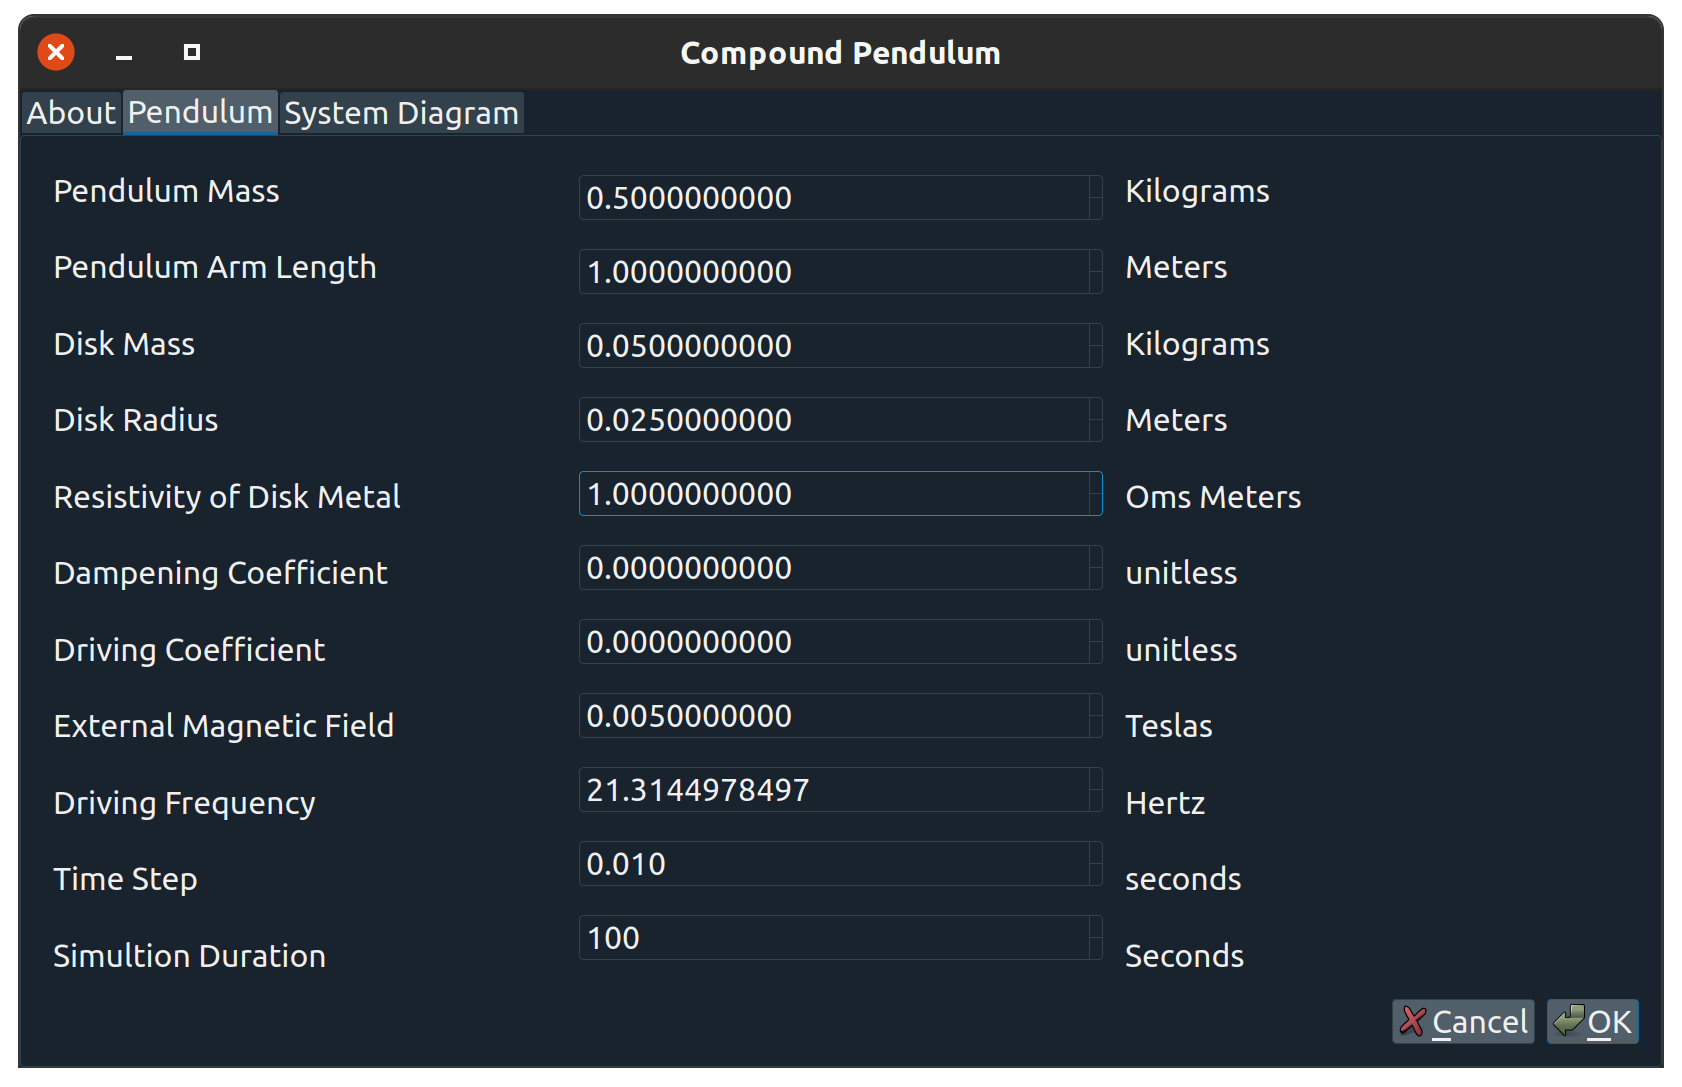 Compound Pendulum
About Pendulum System Diagram
Pendulum Mass 0.5000000000 Kilograms
Pendulum Arm Length 1.0000000000 Meters
Disk Mass 0.0500000000 Kilograms
Disk Radius 0.0250000000 Meters
Resistivity of Disk Metal 1.0000000000 Oms Meters
Dampening Coefficient 0.0000000000 unitless
Driving Coefficient 0.0000000000 unitless
External Magnetic Field 0.0050000000 Teslas
Driving Frequency 21.3144978497 Hertz
Time Step 0.010 seconds
Simultion Duration 100 Seconds
Cancel OK